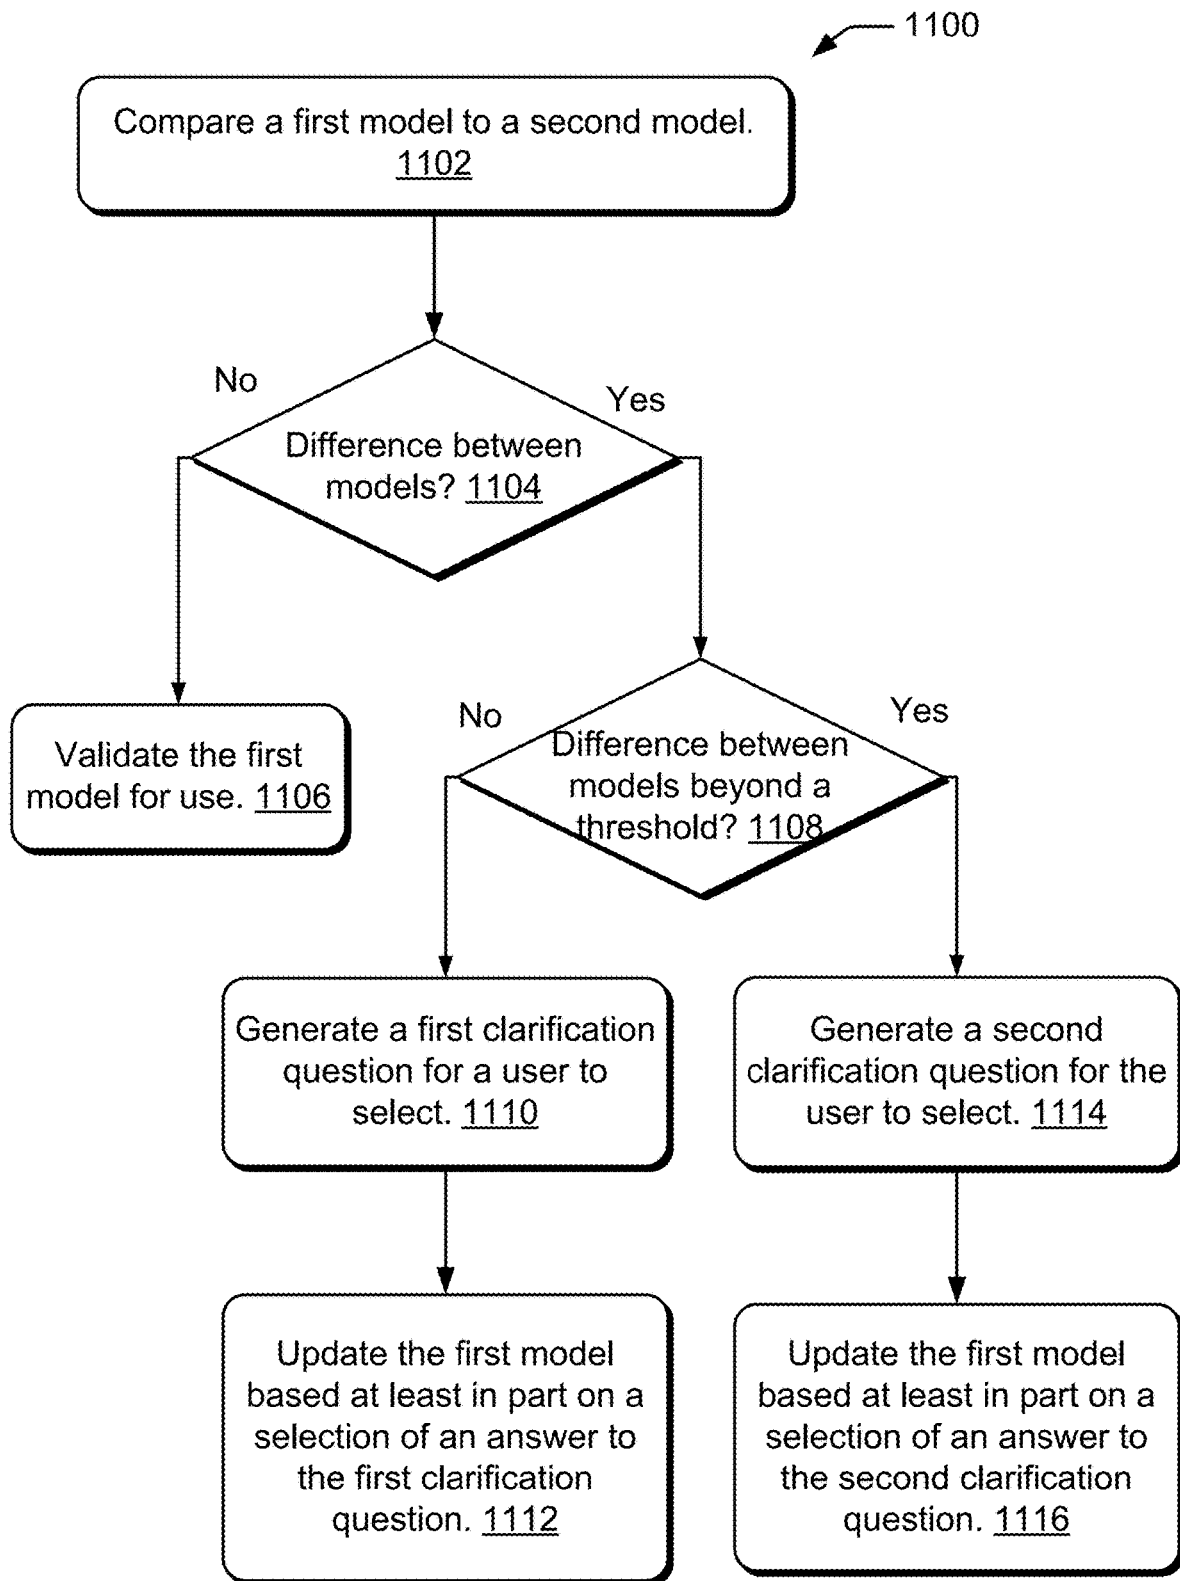 1100
Compare a first model to a second model.
1102
No
Yes
Difference between
models? 1104
Validate the first
model for use. 1106
No
Yes
Difference between
models beyond a
threshold? 1108
Generate a first clarification
question for a user to
select. 1110
Generate a second
clarification question for the
user to select. 1114
Update the first model
based at least in part on a
selection of an answer to
the first clarification
question. 1112
Update the first model
based at least in part on a
selection of an answer to
the second clarification
question. 1116